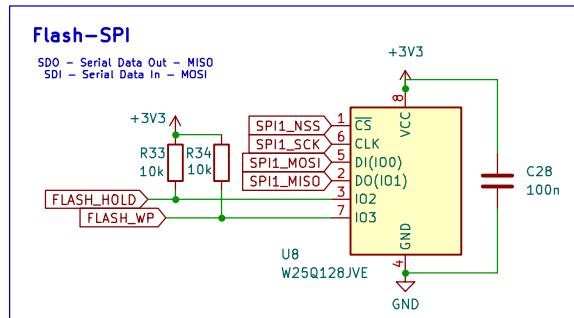 Flash-SPI
SDO - Serial Data Out - MISO
SDI - Serial Data In - MOSI
+3V3
+3V3
8
VCC
SPI1_NSS 1 CS
SPI1_SCK 6 CLK
SPI1_MOSI 5 DI(IO0)
SPI1_MISO 2 DO(IO1)
R33
10k
R34
10k
FLASH_HOLD 3 IO2
FLASH_WP 7 IO3
C28
100n
GND
4
U8
W25Q128JVE
GND